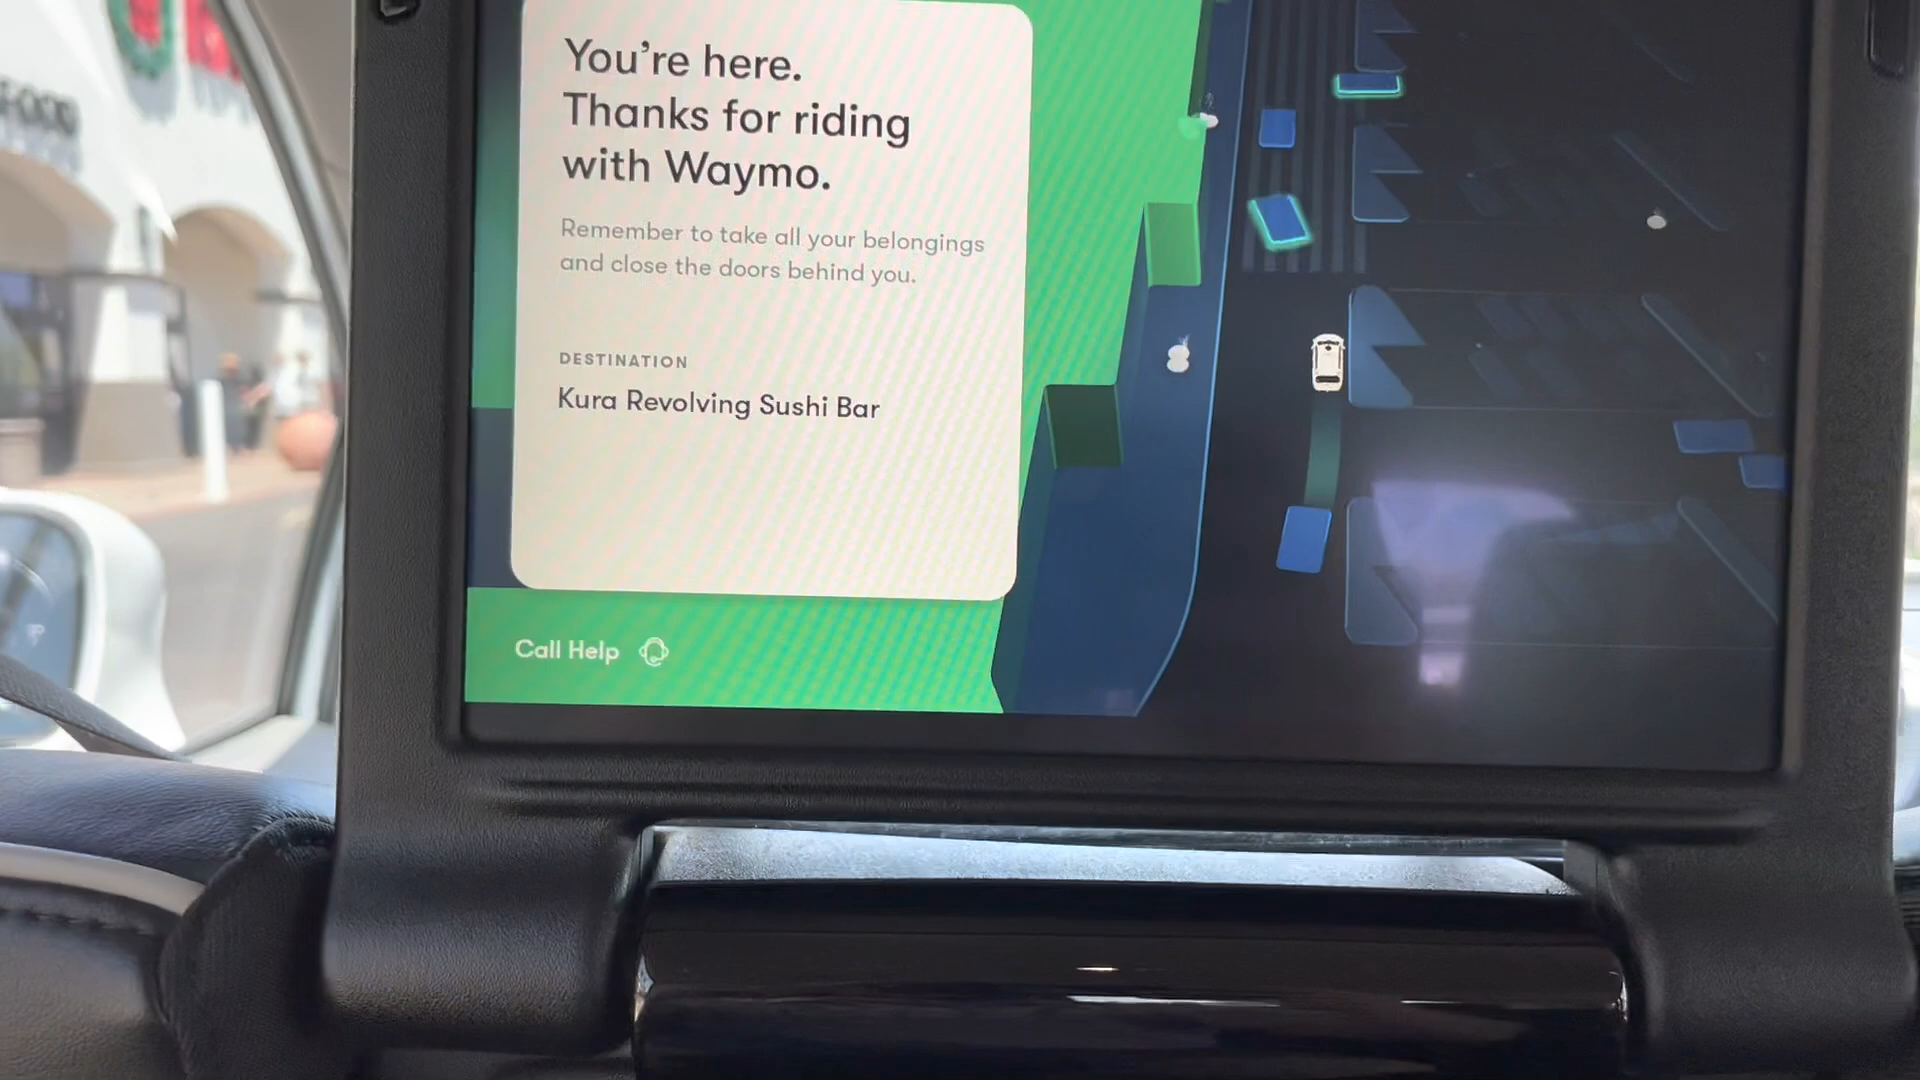 You're here.
Thanks for riding
with Waymo.
Remember to take all your belongings
and close the doors behind you.
DESTINATION
Kura Revolving Sushi Bar
Call Help